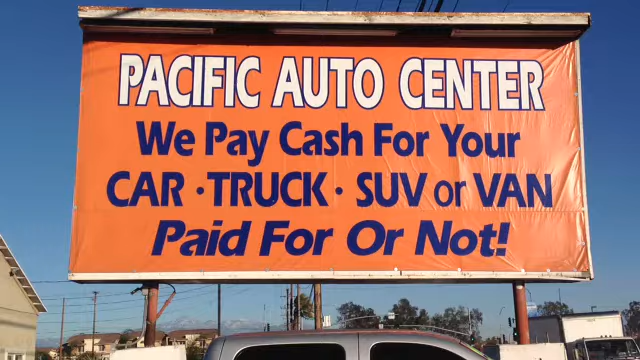 PACIFIC AUTO CENTER
We Pay Cash For Your
CAR · TRUCK · SUV or VAN
Paid For Or Not!